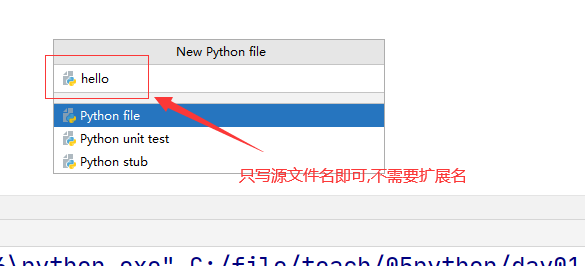 New Python file
hello
Python file
Python unit test
Python stub
只写源文件名即可,不需要扩展名
\python.exe" C:/file/teach/05python/day01